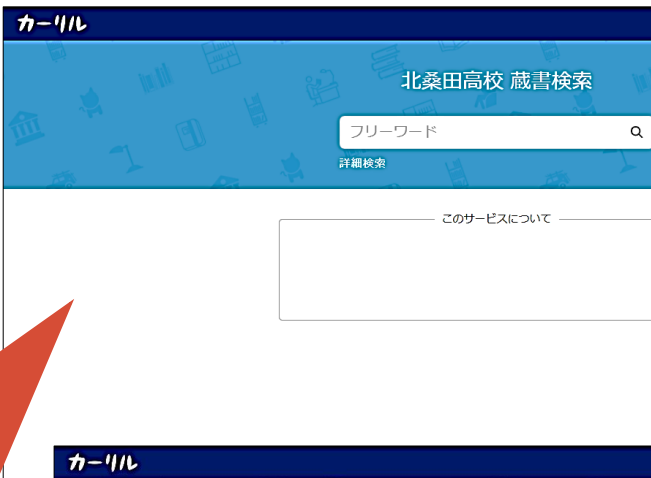 カーリル
北桑田高校 蔵書検索
フリーワード
詳細検索
このサービスについて
カーリル